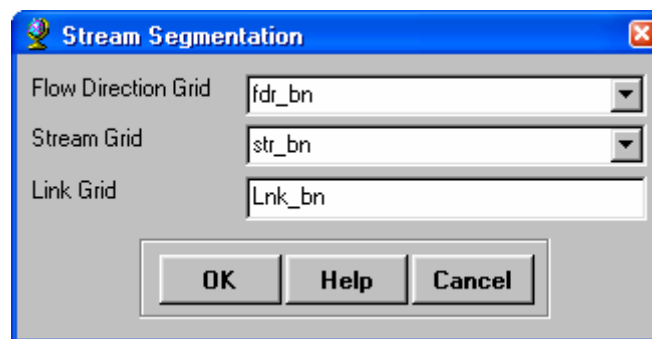 Stream Segmentation
Flow Direction Grid fdr_bn
Stream Grid str_bn
Link Grid Lnk_bn
OK Help Cancel